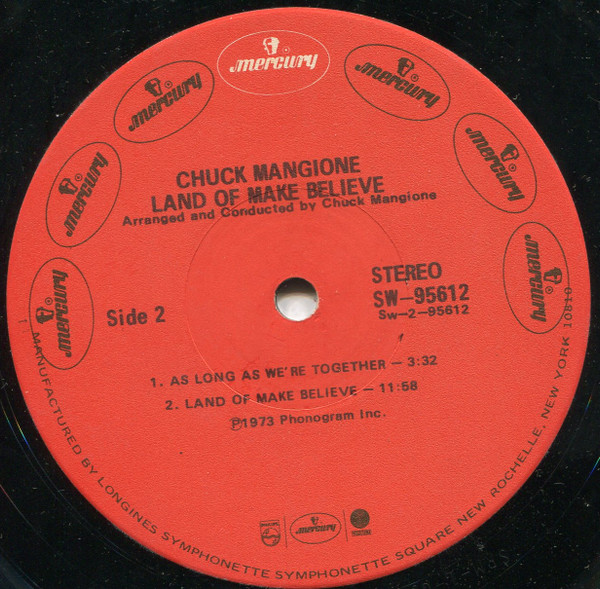 mercury
mercury
mercury
mercury
mercury
mercury
mercury
CHUCK MANGIONE
LAND OF MAKE BELIEVE
Arranged and Conducted by Chuck Mangione
STEREO
SW-95612
Sw-2-95612
Side 2
1. AS LONG AS WE'RE TOGETHER — 3:32
2. LAND OF MAKE BELIEVE — 11:58
℗1973 Phonogram Inc.
mercury
MANUFACTURED BY LONGINES SYMPHONETTE SYMPHONETTE SQUARE NEW ROCHELLE, NEW YORK 10810